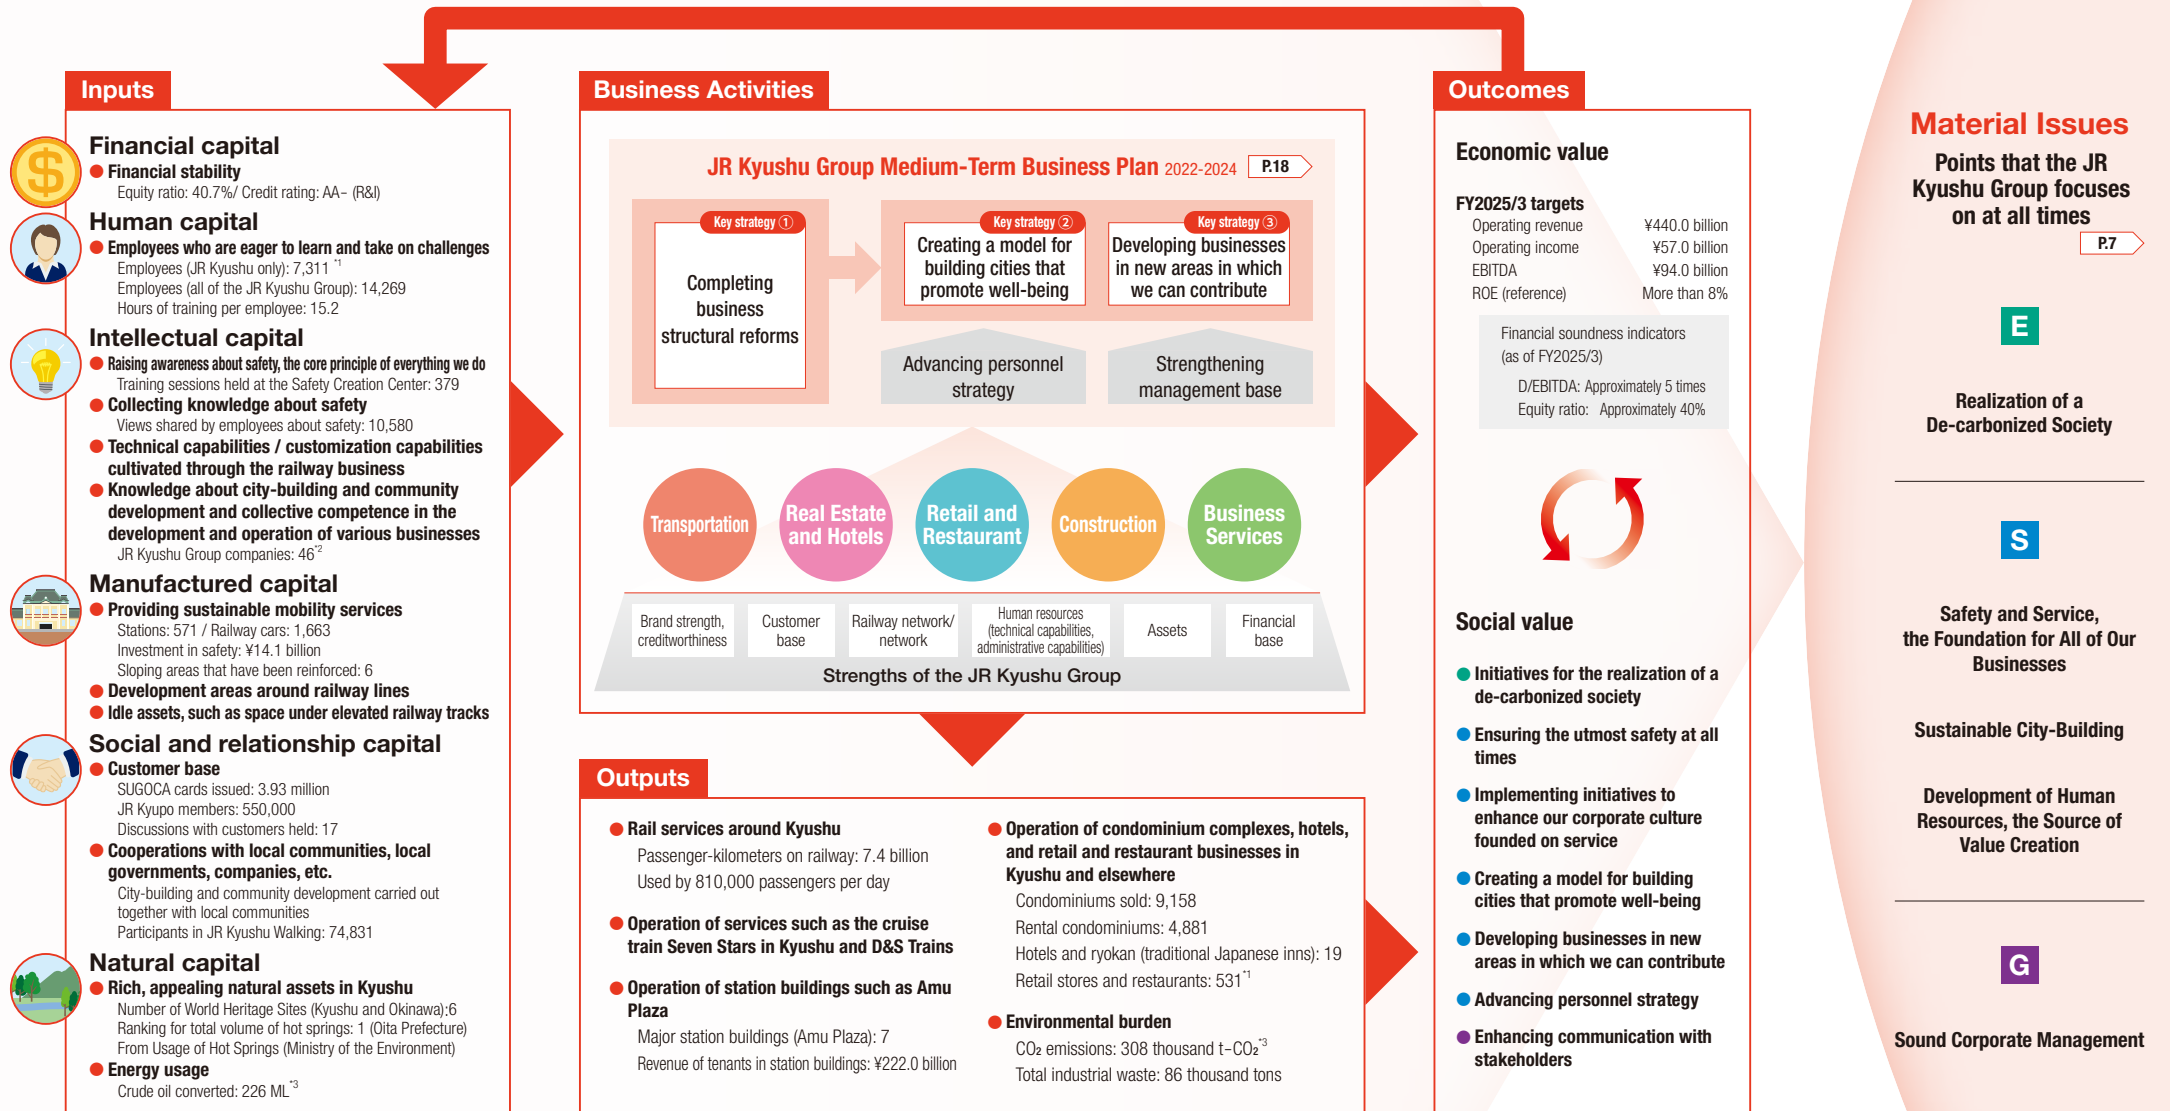 Inputs
Financial capital
● Financial stability
Equity ratio: 40.7%/ Credit rating: AA– (R&I)
Human capital
● Employees who are eager to learn and take on challenges
Employees (JR Kyushu only): 7,311 *1
Employees (all of the JR Kyushu Group): 14,269
Hours of training per employee: 15.2
Intellectual capital
● Raising awareness about safety, the core principle of everything we do
Training sessions held at the Safety Creation Center: 379
● Collecting knowledge about safety
Views shared by employees about safety: 10,580
● Technical capabilities / customization capabilities
cultivated through the railway business
● Knowledge about city-building and community
development and collective competence in the
development and operation of various businesses
JR Kyushu Group companies: 46*2
Manufactured capital
● Providing sustainable mobility services
Stations: 571 / Railway cars: 1,663
Investment in safety: ¥14.1 billion
Sloping areas that have been reinforced: 6
● Development areas around railway lines
● Idle assets, such as space under elevated railway tracks
Social and relationship capital
● Customer base
SUGOCA cards issued: 3.93 million
JR Kyupo members: 550,000
Discussions with customers held: 17
● Cooperations with local communities, local
governments, companies, etc.
City-building and community development carried out
together with local communities
Participants in JR Kyushu Walking: 74,831
Natural capital
● Rich, appealing natural assets in Kyushu
Number of World Heritage Sites (Kyushu and Okinawa):6
Ranking for total volume of hot springs: 1 (Oita Prefecture)
From Usage of Hot Springs (Ministry of the Environment)
● Energy usage
Crude oil converted: 226 ML*3
Business Activities
JR Kyushu Group Medium-Term Business Plan 2022-2024 P.18
Key strategy ①
Completing
business
structural reforms
Key strategy ②
Creating a model for
building cities that
promote well-being
Key strategy ③
Developing businesses
in new areas in which
we can contribute
Advancing personnel
strategy
Strengthening
management base
Transportation
Real Estate
and Hotels
Retail and
Restaurant
Construction
Business
Services
Brand strength,
creditworthiness
Customer
base
Railway network/
network
Human resources
(technical capabilities,
administrative capabilities)
Assets
Financial
base
Strengths of the JR Kyushu Group
Outputs
● Rail services around Kyushu
Passenger-kilometers on railway: 7.4 billion
Used by 810,000 passengers per day
● Operation of services such as the cruise
train Seven Stars in Kyushu and D&S Trains
● Operation of station buildings such as Amu
Plaza
Major station buildings (Amu Plaza): 7
Revenue of tenants in station buildings: ¥222.0 billion
● Operation of condominium complexes, hotels,
and retail and restaurant businesses in
Kyushu and elsewhere
Condominiums sold: 9,158
Rental condominiums: 4,881
Hotels and ryokan (traditional Japanese inns): 19
Retail stores and restaurants: 531*1
● Environmental burden
CO₂ emissions: 308 thousand t–CO₂*3
Total industrial waste: 86 thousand tons
Outcomes
Economic value
FY2025/3 targets
Operating revenue ¥440.0 billion
Operating income ¥57.0 billion
EBITDA ¥94.0 billion
ROE (reference) More than 8%
Financial soundness indicators
(as of FY2025/3)
D/EBITDA: Approximately 5 times
Equity ratio: Approximately 40%
Social value
● Initiatives for the realization of a
de-carbonized society
● Ensuring the utmost safety at all
times
● Implementing initiatives to
enhance our corporate culture
founded on service
● Creating a model for building
cities that promote well-being
● Developing businesses in new
areas in which we can contribute
● Advancing personnel strategy
● Enhancing communication with
stakeholders
Material Issues
Points that the JR
Kyushu Group focuses
on at all times
P.7
E
Realization of a
De-carbonized Society
S
Safety and Service,
the Foundation for All of Our
Businesses
Sustainable City-Building
Development of Human
Resources, the Source of
Value Creation
G
Sound Corporate Management